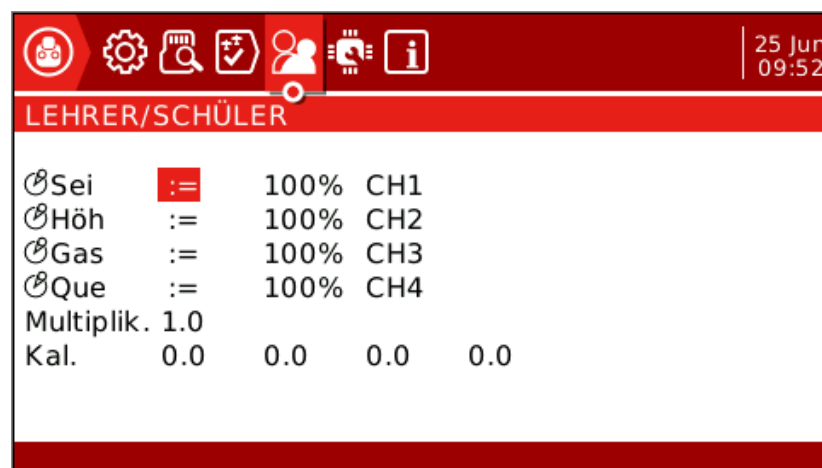 25 Jun
09:52
LEHRER/SCHÜLER
Sei := 100% CH1
Höh := 100% CH2
Gas := 100% CH3
Que := 100% CH4
Multiplik. 1.0
Kal. 0.0 0.0 0.0 0.0